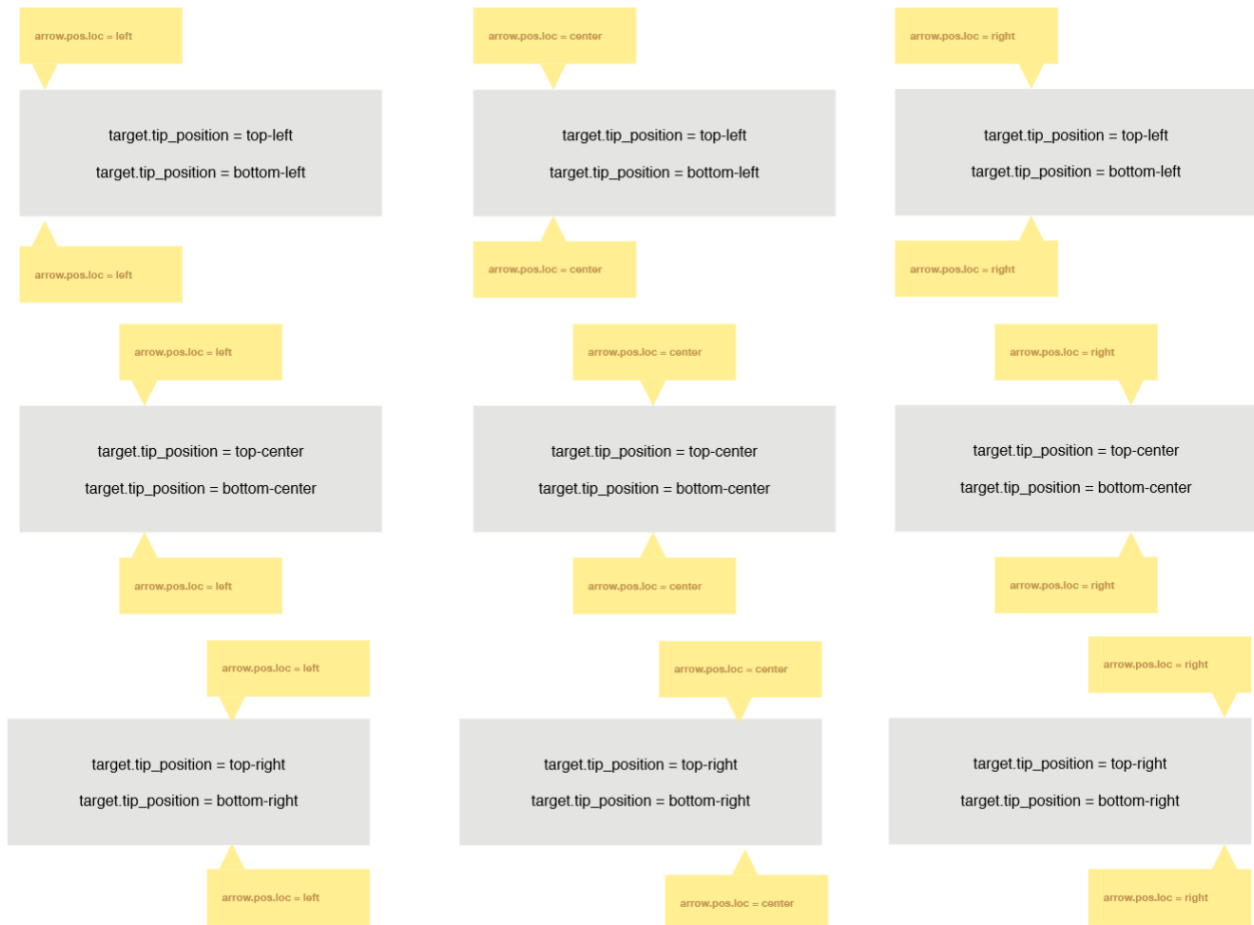 arrow.pos.loc = left
arrow.pos.loc = center
arrow.pos.loc = right
target.tip_position = top-left
target.tip_position = top-left
target.tip_position = top-left
target.tip_position = bottom-left
target.tip_position = bottom-left
target.tip_position = bottom-left
arrow.pos.loc = left
arrow.pos.loc = center
arrow.pos.loc = right
arrow.pos.loc = left
arrow.pos.loc = center
arrow.pos.loc = right
target.tip_position = top-center
target.tip_position = top-center
target.tip_position = top-center
target.tip_position = bottom-center
target.tip_position = bottom-center
target.tip_position = bottom-center
arrow.pos.loc = left
arrow.pos.loc = center
arrow.pos.loc = right
arrow.pos.loc = left
arrow.pos.loc = center
arrow.pos.loc = right
target.tip_position = top-right
target.tip_position = top-right
target.tip_position = top-right
target.tip_position = bottom-right
target.tip_position = bottom-right
target.tip_position = bottom-right
arrow.pos.loc = left
arrow.pos.loc = center
arrow.pos.loc = right